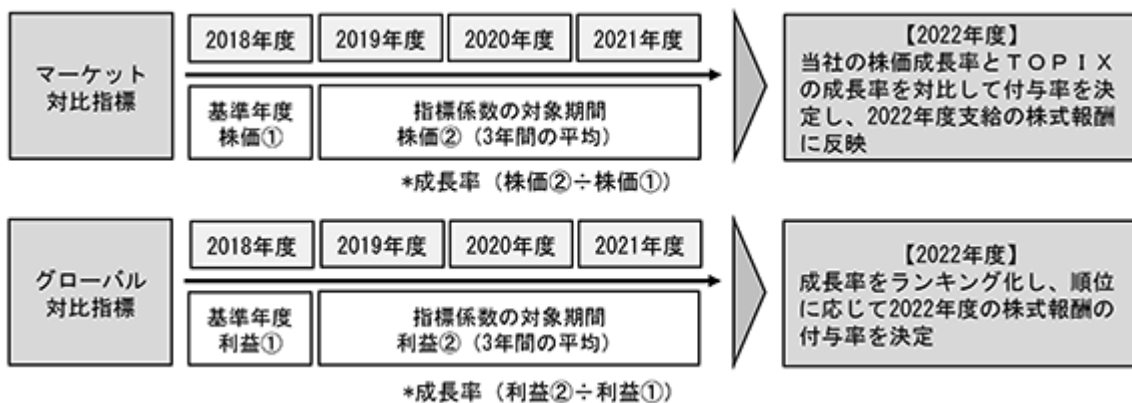 マーケット
対比指標
2018年度
2019年度
2020年度
2021年度
基準年度
株価①
指標係数の対象期間
株価②(3年間の平均)
*成長率(株価②÷株価①)
【2022年度】
当社の株価成長率とTOPIX
の成長率を対比して付与率を決
定し、2022年度支給の株式報酬
に反映
グローバル
対比指標
2018年度
2019年度
2020年度
2021年度
基準年度
利益①
指標係数の対象期間
利益②(3年間の平均)
*成長率(利益②÷利益①)
【2022年度】
成長率をランキング化し、順位
に応じて2022年度の株式報酬の
付与率を決定